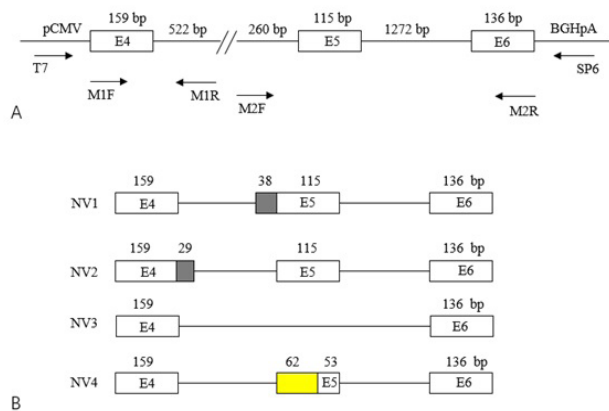 159 bp 115 bp 136 bp
pCMV E4 522 bp 260 bp E5 1272 bp E6 BGHpA
T7 SP6
M1F M1R M2F M2R
A
159 38 115 136 bp
NV1 E4 E5 E6
159 29 115 136 bp
NV2 E4 E5 E6
159 136 bp
NV3 E4 E6
159 62 53 136 bp
NV4 E4 E5 E6
B